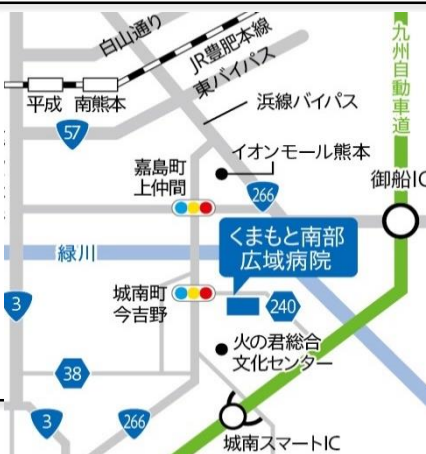 白山通り
JR豊肥本線
東バイパス
九州自動車道
平成
南熊本
57
浜線バイパス
嘉島町
上仲間
イオンモール熊本
266
御船IC
緑川
くまもと南部
広域病院
城南町
今吉野
240
3
火の君総合
文化センター
38
3
266
城南スマートIC